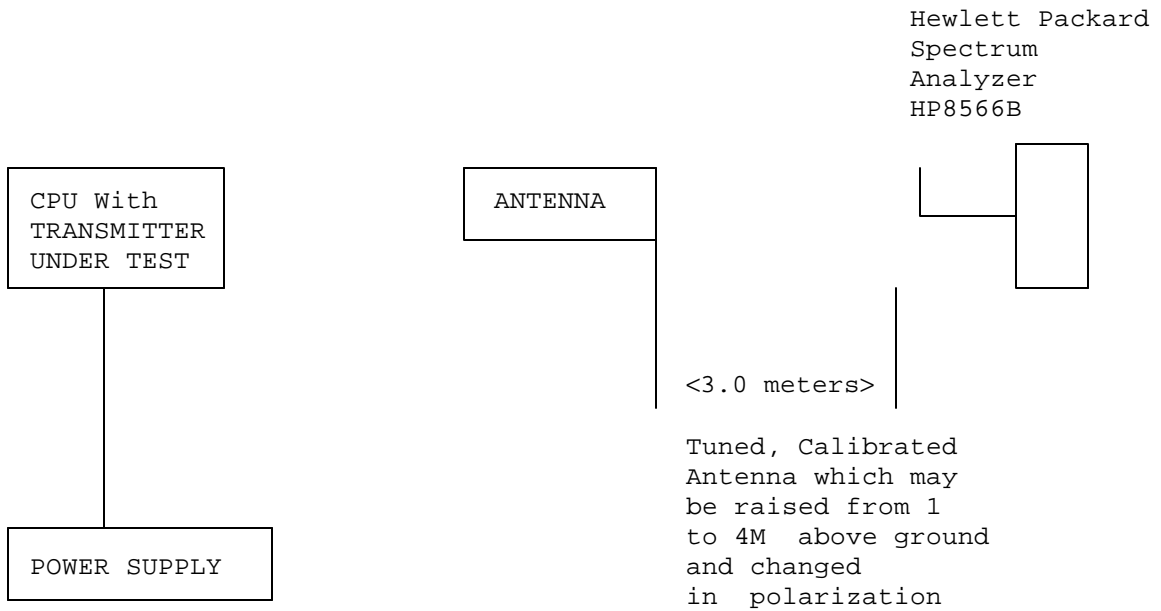 Hewlett Packard
Spectrum
Analyzer
HP8566B
CPU With
TRANSMITTER
UNDER TEST
ANTENNA
<3.0 meters>
Tuned, Calibrated
Antenna which may
be raised from 1
to 4M above ground
and changed
in polarization
POWER SUPPLY